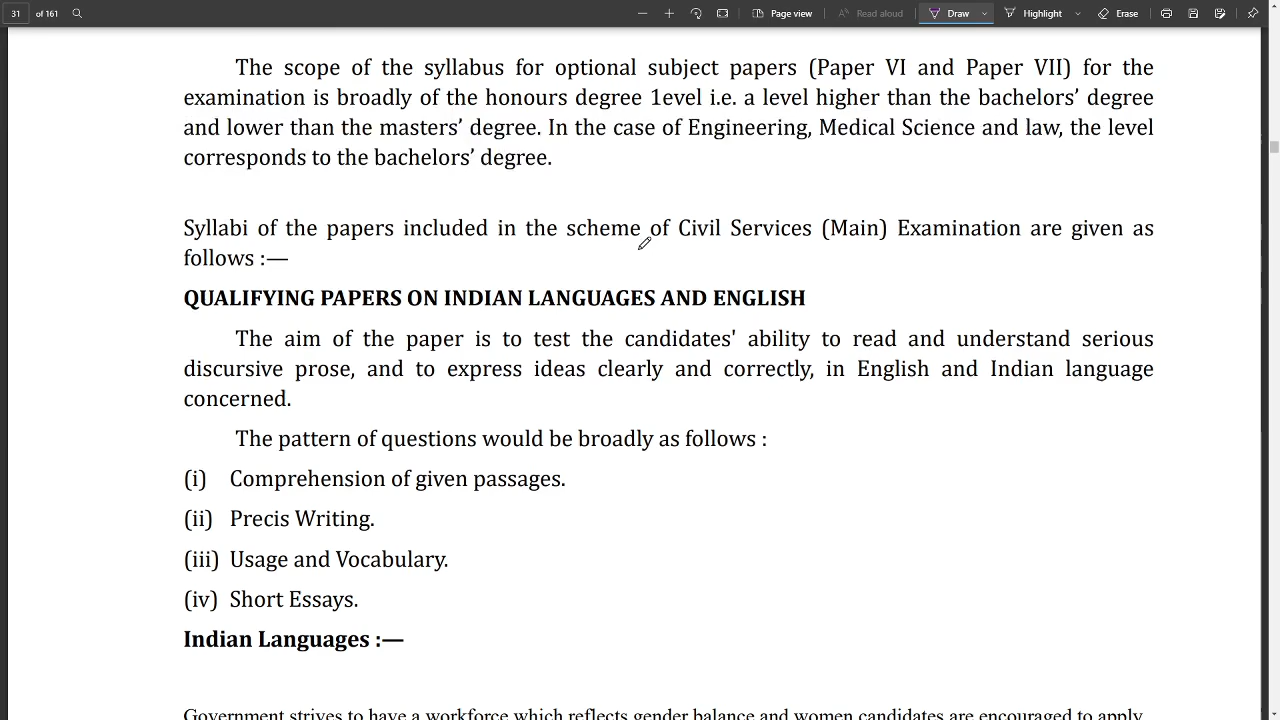 31 of 161 Page view Read aloud Draw Highlight Erase
The scope of the syllabus for optional subject papers (Paper VI and Paper VII) for the
examination is broadly of the honours degree 1evel i.e. a level higher than the bachelors’ degree
and lower than the masters’ degree. In the case of Engineering, Medical Science and law, the level
corresponds to the bachelors’ degree.
Syllabi of the papers included in the scheme of Civil Services (Main) Examination are given as
follows :—
QUALIFYING PAPERS ON INDIAN LANGUAGES AND ENGLISH
The aim of the paper is to test the candidates' ability to read and understand serious
discursive prose, and to express ideas clearly and correctly, in English and Indian language
concerned.
The pattern of questions would be broadly as follows :
(i) Comprehension of given passages.
(ii) Precis Writing.
(iii) Usage and Vocabulary.
(iv) Short Essays.
Indian Languages :—
Government strives to have a workforce which reflects gender balance and women candidates are encouraged to apply.